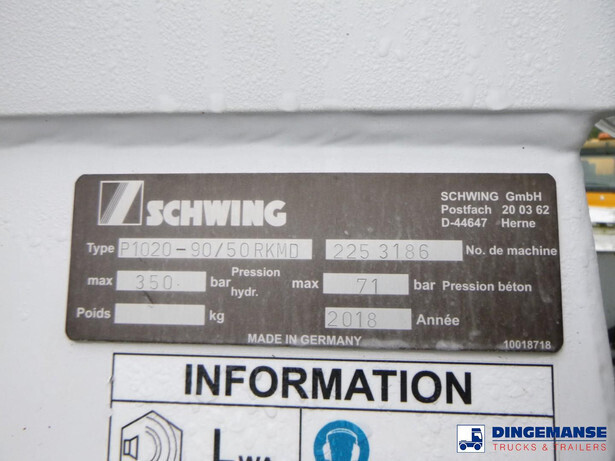 SCHWING
SCHWING GmbH
Postfach 20 03 62
D-44647 Herne
Type P1020-90/50RKMD 225 3186 No. de machine
max 350 bar Pression hydr. max 71 bar Pression béton
Poids kg 2018 Année
MADE IN GERMANY
10018718
INFORMATION
LWA
DINGEMANSE
TRUCKS & TRAILERS